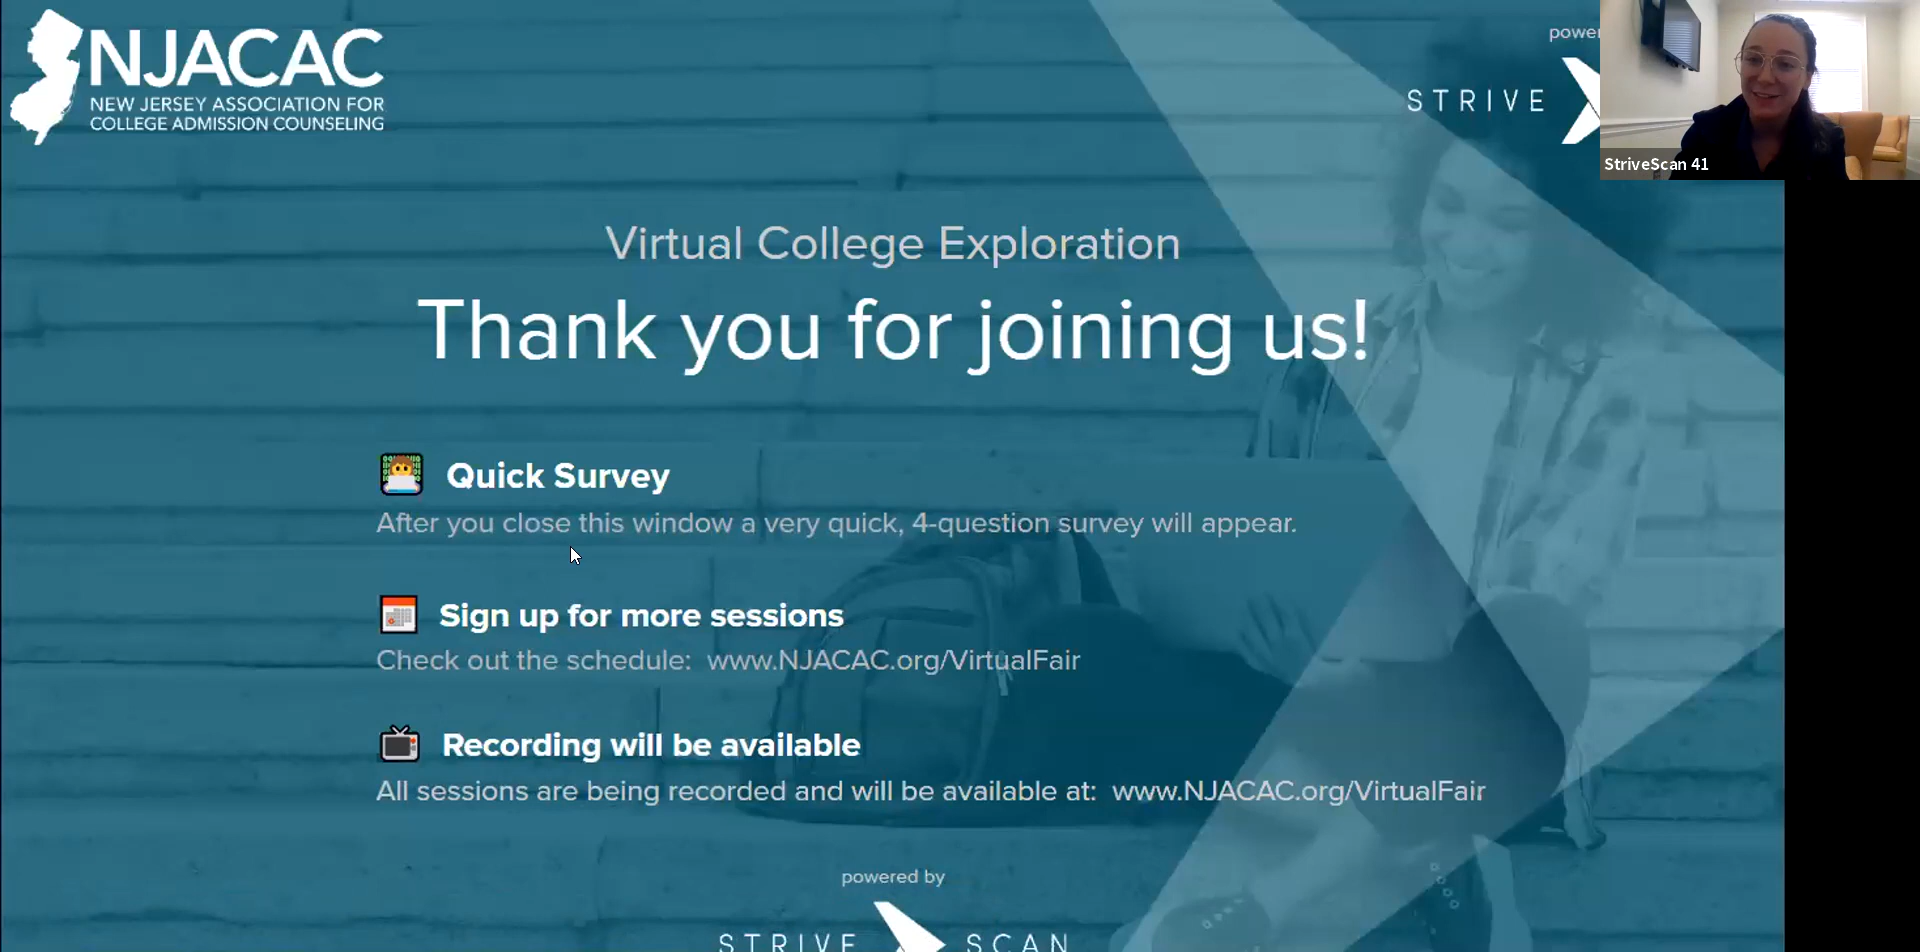 NJACAC
NEW JERSEY ASSOCIATION FOR
COLLEGE ADMISSION COUNSELING
STRIVE
StriveScan 41
Virtual College Exploration
Thank you for joining us!
Quick Survey
After you close this window a very quick, 4-question survey will appear.
Sign up for more sessions
Check out the schedule: www.NJACAC.org/VirtualFair
Recording will be available
All sessions are being recorded and will be available at: www.NJACAC.org/VirtualFair
powered by
STRIVE SCAN